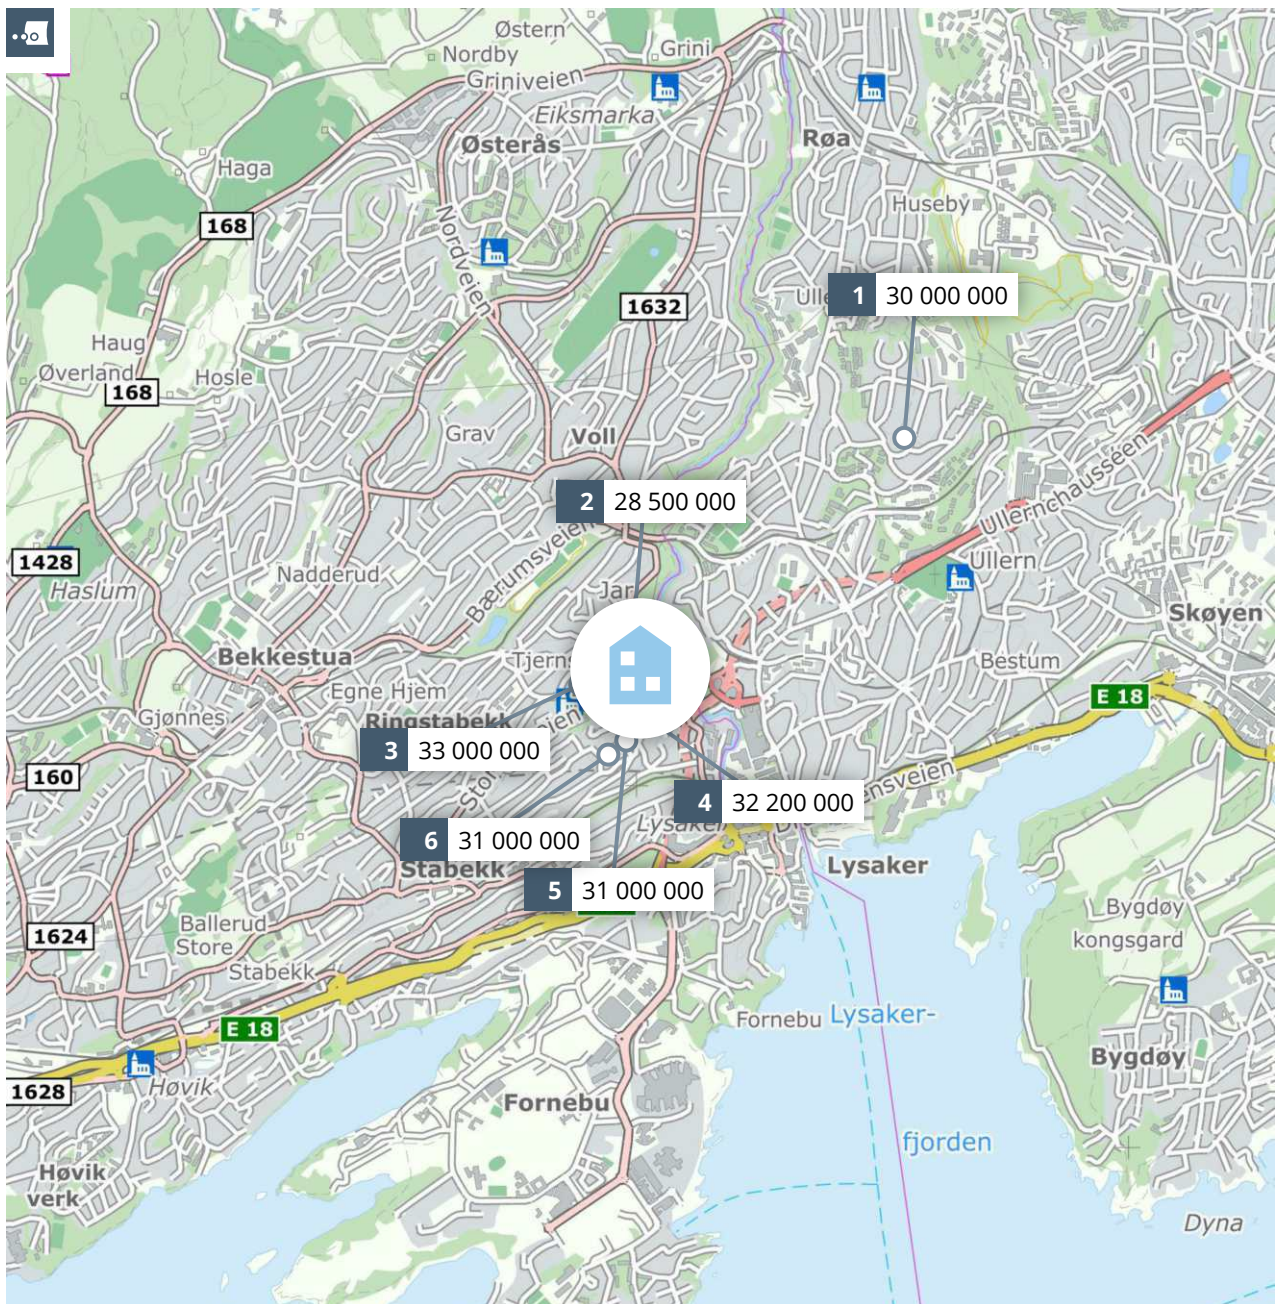 Østern
Nordby
Grini
Griniveien
Eiksmarka
Østerås
Røa
Haga
Huseby
168
Nordveien
1632
1 30 000 000
Haug
Øverland
168
Hosle
Grav
Voll
Ullernchausséen
2 28 500 000
1428
Haslum
Nadderud
Bærumsveien
Jar
Ullern
Skøyen
Bekkestua
Tjerns
Bestum
Egne Hjem
E 18
Gjønnes
Ringstabekk
3 33 000 000
160
4 32 200 000
ensveien
6 31 000 000
Lysaker
Stabekk
Lysaker
5 31 000 000
Ballerud
Store
Stabekk
1624
Bygdøy
kongsgard
E 18
Fornebu
Lysaker-
Bygdøy
1628
Høvik
Fornebu
fjorden
Høvik
verk
Dyna